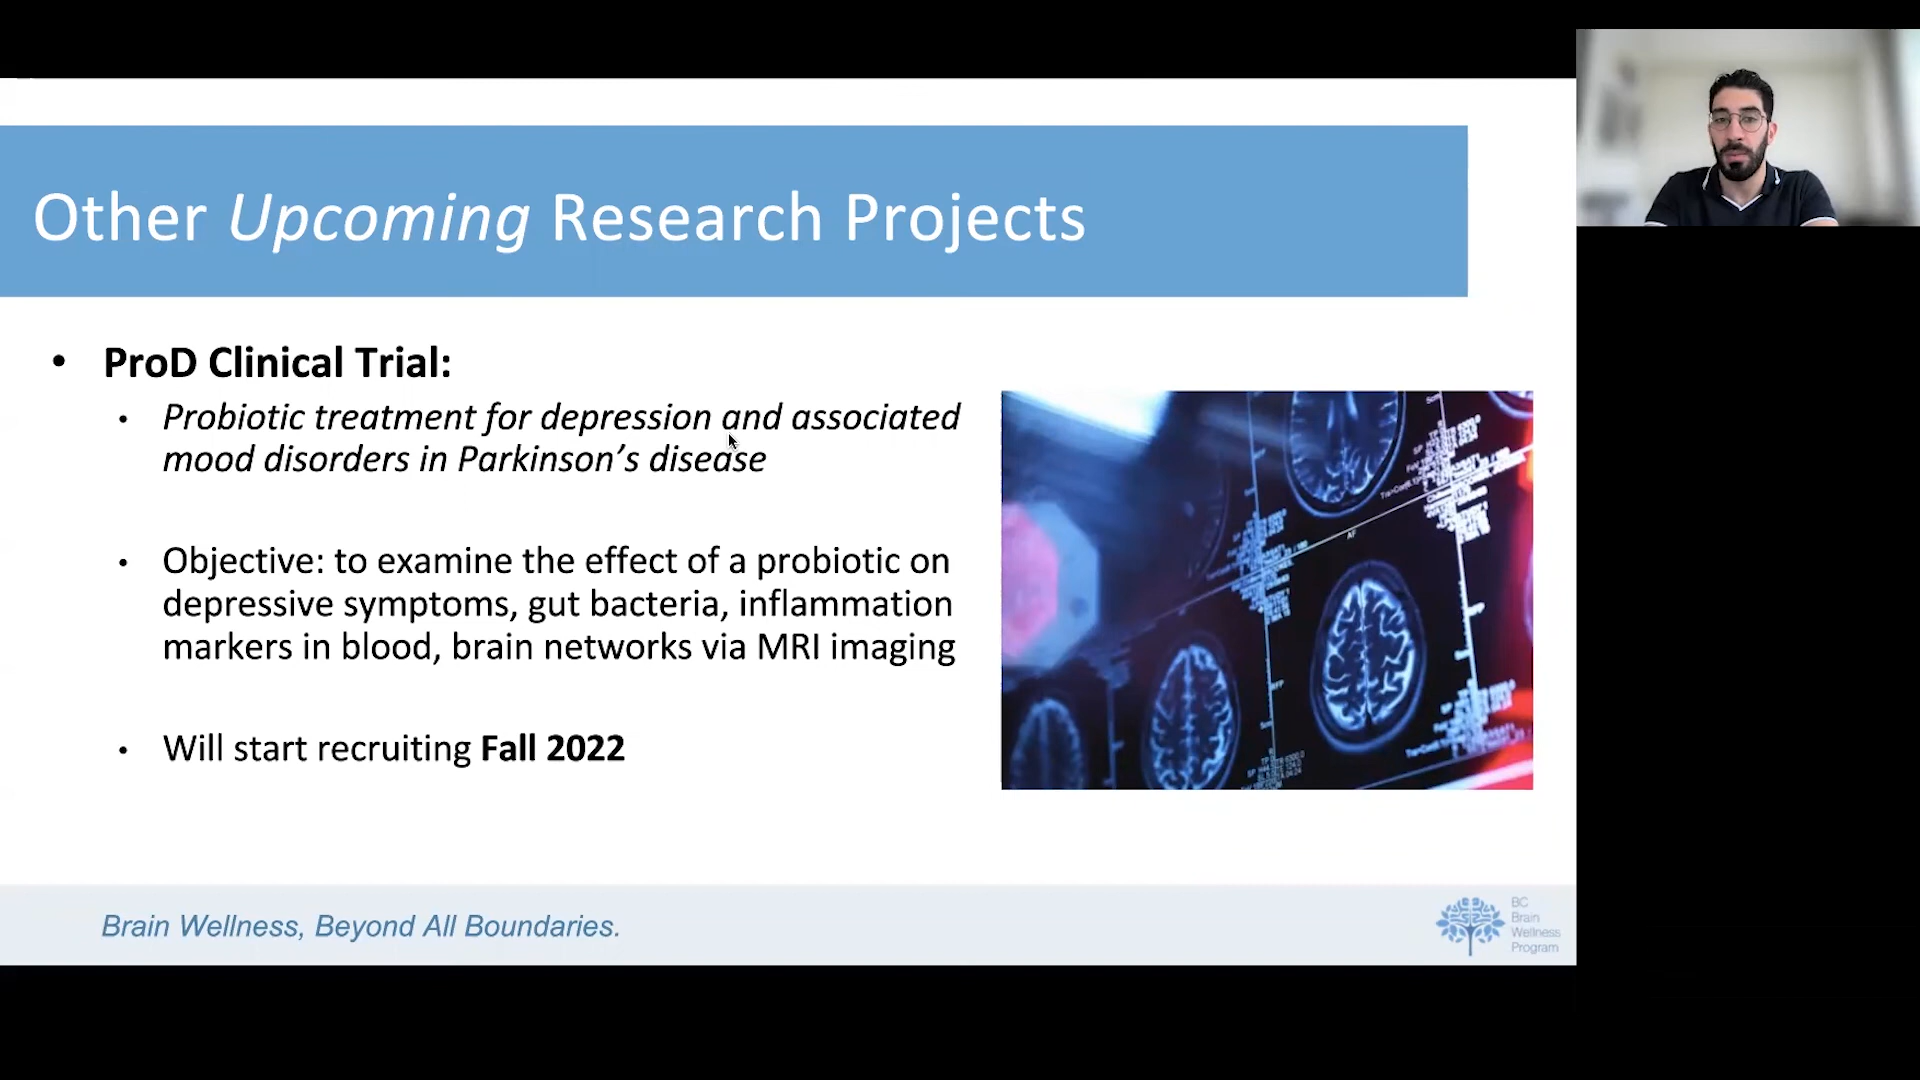 Other Upcoming Research Projects
• ProD Clinical Trial:
• Probiotic treatment for depression and associated
mood disorders in Parkinson’s disease
• Objective: to examine the effect of a probiotic on
depressive symptoms, gut bacteria, inflammation
markers in blood, brain networks via MRI imaging
• Will start recruiting Fall 2022
Brain Wellness, Beyond All Boundaries.
BC
Brain
Wellness
Program